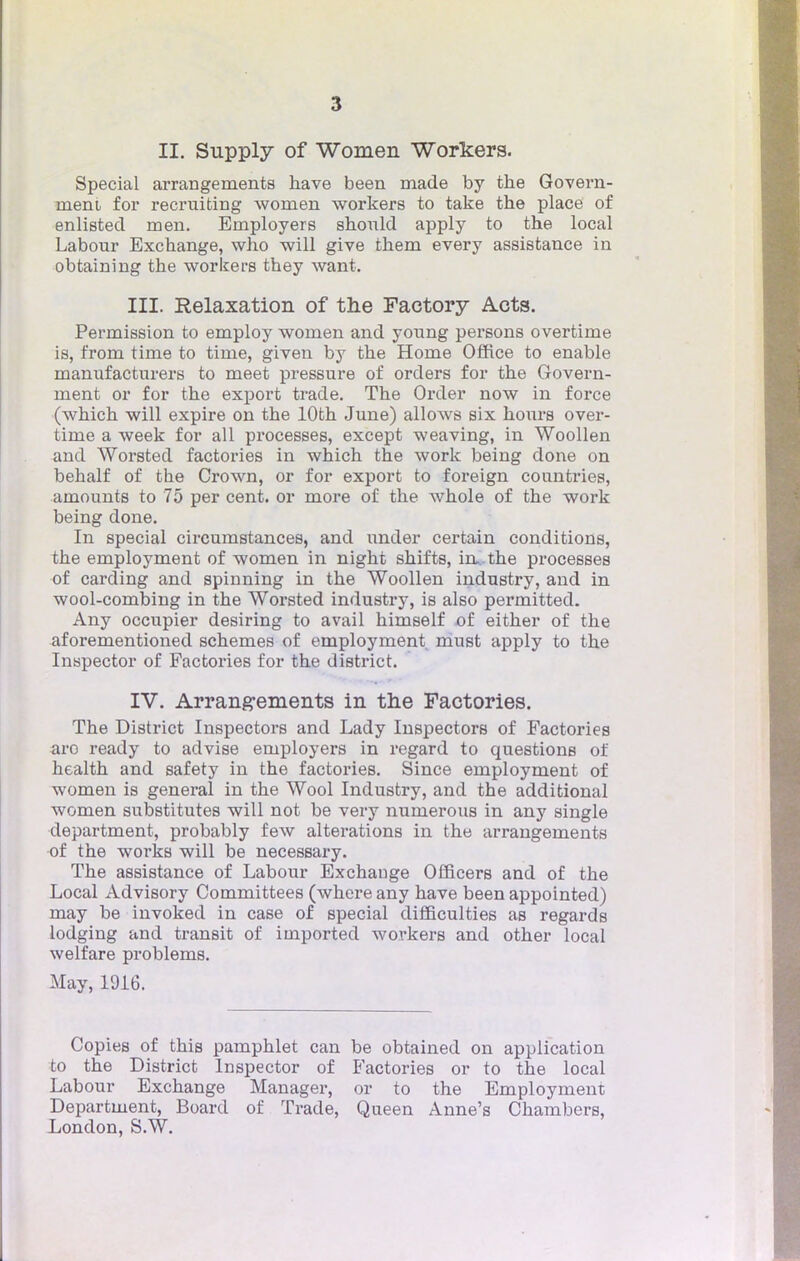 3
II. Supply of Women Workers.
Special arrangements have been made by the Govern-
ment for recruiting women workers to take the place of
enlisted men. Employers should apply to the local
Labour Exchange, who will give them every assistance in
obtaining the workers they want.
III. Relaxation of the Factory Acts.
Permission to employ women and young persons overtime
is, from time to time, given by the Home Office to enable
manufacturers to meet pressure of orders for the Govern-
ment or for the export trade. The Order now in force
(which will expire on the 10th June) allows six hours over-
time a week for all processes, except weaving, in Woollen
and Worsted factories in which the work being done on
behalf of the Crown, or for export to foreign countries,
amounts to 75 per cent. or more of the whole of the work
being done.
In special circumstances, and under certain conditions,
the employment of women in night shifts, in the processes
of carding and spinning in the Woollen industry, and in
wool-combing in the Worsted industry, is also permitted.
Any occupier desiring to avail himself of either of the
aforementioned schemes of employment must apply to the
Inspector of Factories for the district.
IV. Arrangements in the Factories.
The District Inspectors and Lady Inspectors of Factories
are ready to advise employers in regard to questions of
health and safety in the factories. Since employment of
women is general in the Wool Industry, and the additional
women substitutes will not be very numerous in any single
department, probably few alterations in the arrangements
of the works will be necessary.
The assistance of Labour Exchange Officers and of the
Local Advisory Committees (where any have been appointed)
may be invoked in case of special difficulties as regards
lodging and transit of imported workers and other local
welfare problems.
May, 1916.
Copies of this pamphlet can be obtained on application
to the District Inspector of Factories or to the local
Labour Exchange Manager, or to the Employment
Department, Board of Trade, Queen Anne's Chambers,
London, S.W.